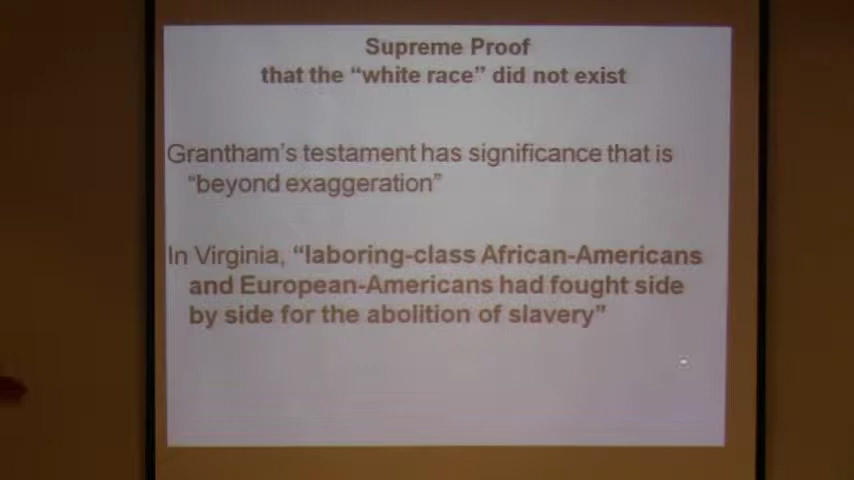 Supreme Proof
that the “white race” did not exist
Grantham’s testament has significance that is
“beyond exaggeration”
In Virginia, “laboring-class African-Americans
and European-Americans had fought side
by side for the abolition of slavery”